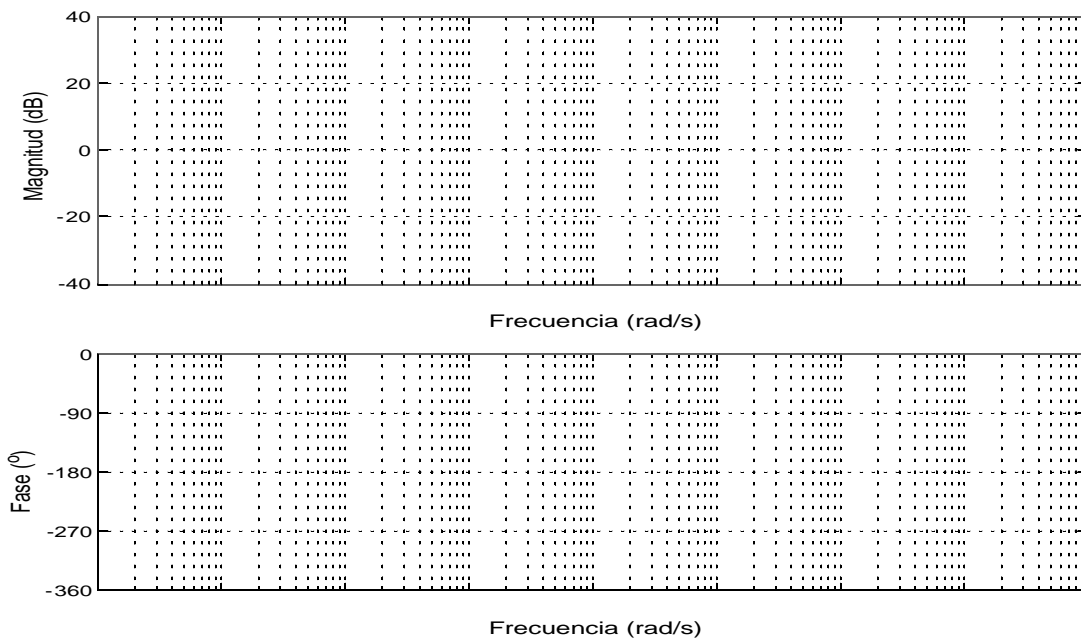 40
20
0
-20
-40
Magnitud (dB)
Frecuencia (rad/s)
0
-90
-180
-270
-360
Fase (º)
Frecuencia (rad/s)